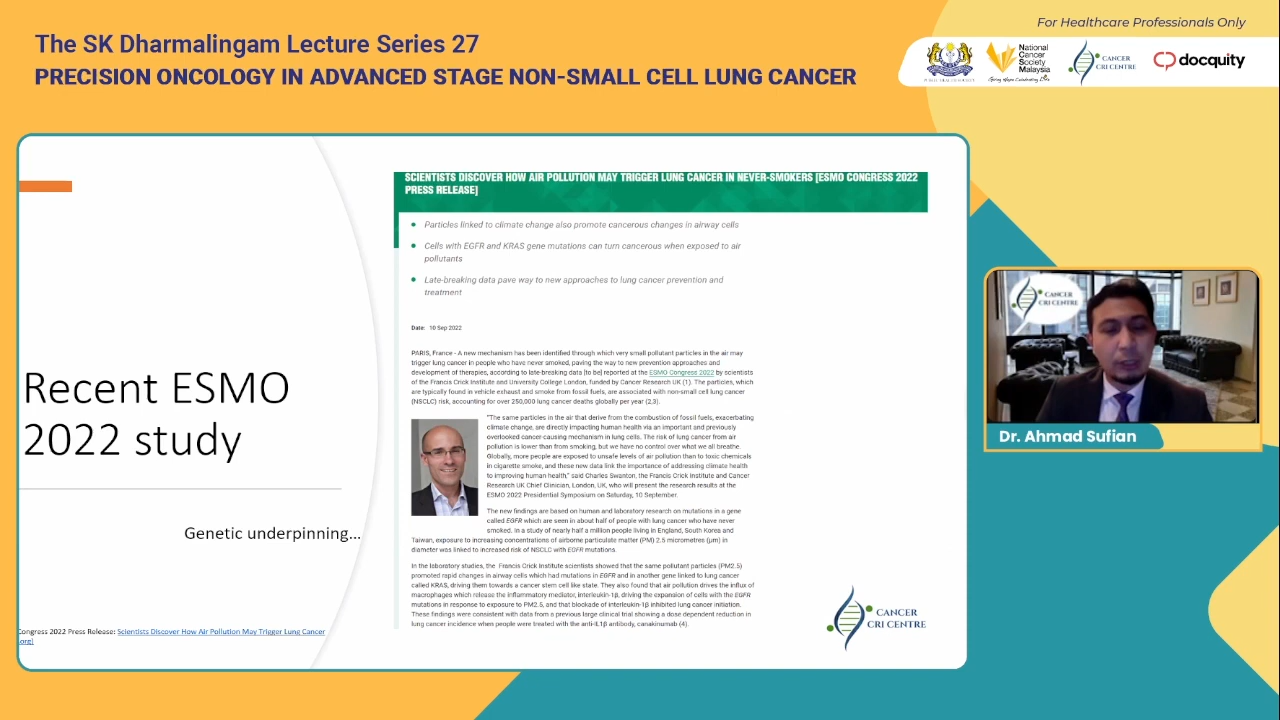 For Healthcare Professionals Only
The SK Dharmalingam Lecture Series 27
PRECISION ONCOLOGY IN ADVANCED STAGE NON-SMALL CELL LUNG CANCER
National
Cancer
Society
Malaysia
CANCER
CRI CENTRE
docquity
SCIENTISTS DISCOVER HOW AIR POLLUTION MAY TRIGGER LUNG CANCER IN NEVER-SMOKERS [ESMO CONGRESS 2022
PRESS RELEASE]
Particles linked to climate change also promote cancerous changes in airway cells
Cells with EGFR and KRAS gene mutations can turn cancerous when exposed to air
pollutants
Late-breaking data pave way to new approaches to lung cancer prevention and
treatment
Date: 10 Sep 2022
PARIS, France - A new mechanism has been identified through which very small pollutant particles in the air may
trigger lung cancer in people who have never smoked, paving the way to new prevention approaches and
development of therapies, according to late-breaking data [to be] reported at the ESMO Congress 2022 by scientists
of the Francis Crick Institute and University College London, funded by Cancer Research UK (1). The particles, which
are typically found in vehicle exhaust and smoke from fossil fuels, are associated with non-small cell lung cancer
(NSCLC) risk, accounting for over 250,000 lung cancer deaths globally per year (2,3).
"The same particles in the air that derive from the combustion of fossil fuels, exacerbating
climate change, are directly impacting human health via an important and previously
overlooked cancer-causing mechanism in lung cells. The risk of lung cancer from air
pollution is lower than from smoking, but we have no control over what we all breathe.
Globally, more people are exposed to unsafe levels of air pollution than to toxic chemicals
in cigarette smoke, and these new data link the importance of addressing climate health
to improving human health," said Charles Swanton, the Francis Crick Institute and Cancer
Research UK Chief Clinician, London, UK, who will present the research results at the
ESMO 2022 Presidential Symposium on Saturday, 10 September.
The new findings are based on human and laboratory research on mutations in a gene
called EGFR which are seen in about half of people with lung cancer who have never
smoked. In a study of nearly half a million people living in England, South Korea and
Taiwan, exposure to increasing concentrations of airborne particulate matter (PM) 2.5 micrometres (μm) in
diameter was linked to increased risk of NSCLC with EGFR mutations.
In the laboratory studies, the Francis Crick Institute scientists showed that the same pollutant particles (PM2.5)
promoted rapid changes in airway cells which had mutations in EGFR and in another gene linked to lung cancer
called KRAS, driving them towards a cancer stem cell like state. They also found that air pollution drives the influx of
macrophages which release the inflammatory mediator, interleukin-1β, driving the expansion of cells with the EGFR
mutations in response to exposure to PM2.5, and that blockade of interleukin-1β inhibited lung cancer initiation.
These findings were consistent with data from a previous large clinical trial showing a dose dependent reduction in
lung cancer incidence when people were treated with the anti-IL1β antibody, canakinumab (4).
Recent ESMO
2022 study
Genetic underpinning...
Congress 2022 Press Release: Scientists Discover How Air Pollution May Trigger Lung Cancer
.org)
CANCER
CRI CENTRE
CANCER
CRI CENTRE
Dr. Ahmad Sufian